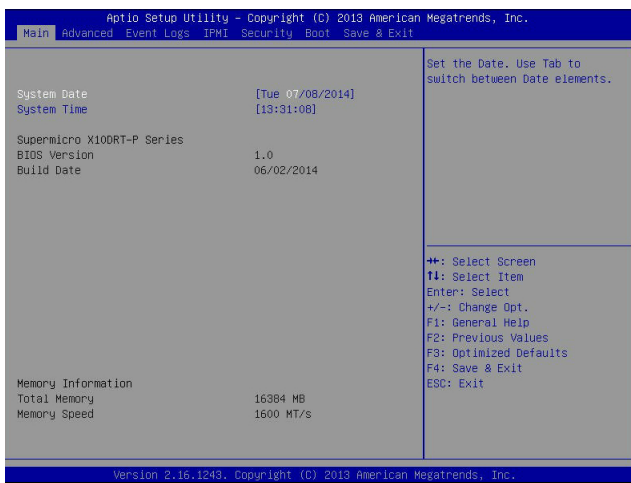 Aptio Setup Utility – Copyright (C) 2013 American Megatrends, Inc.
Main Advanced Event Logs IPMI Security Boot Save & Exit
Set the Date. Use Tab to
switch between Date elements.
System Date [Tue 07/08/2014]
System Time [13:31:08]
Supermicro X10DRT-P Series
BIOS Version 1.0
Build Date 06/02/2014
Memory Information
Total Memory 16384 MB
Memory Speed 1600 MT/s
→←: Select Screen
↑↓: Select Item
Enter: Select
+/-: Change Opt.
F1: General Help
F2: Previous Values
F3: Optimized Defaults
F4: Save & Exit
ESC: Exit
Version 2.16.1243. Copyright (C) 2013 American Megatrends, Inc.